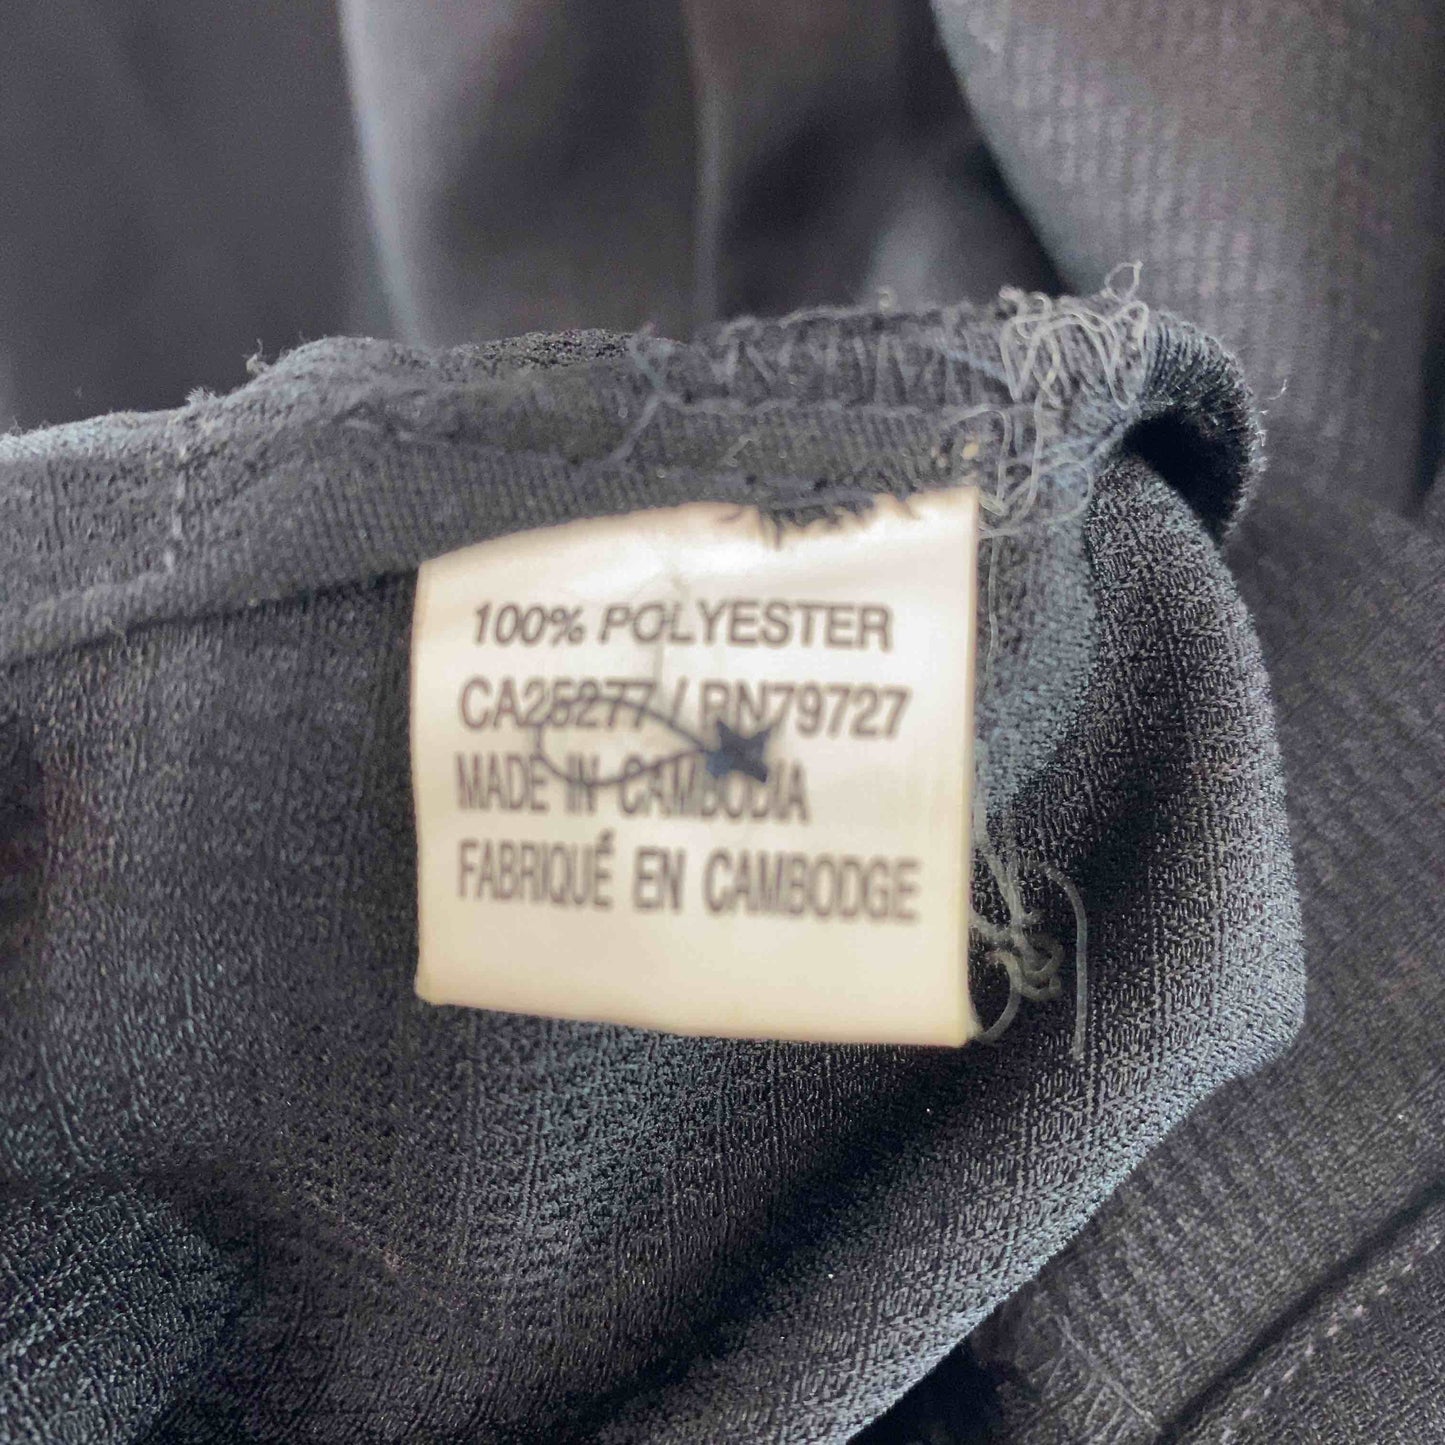 100% POLYESTER
CA25277 / RN79727
MADE IN CAMBODIA
FABRIQUÉ EN CAMBODGE